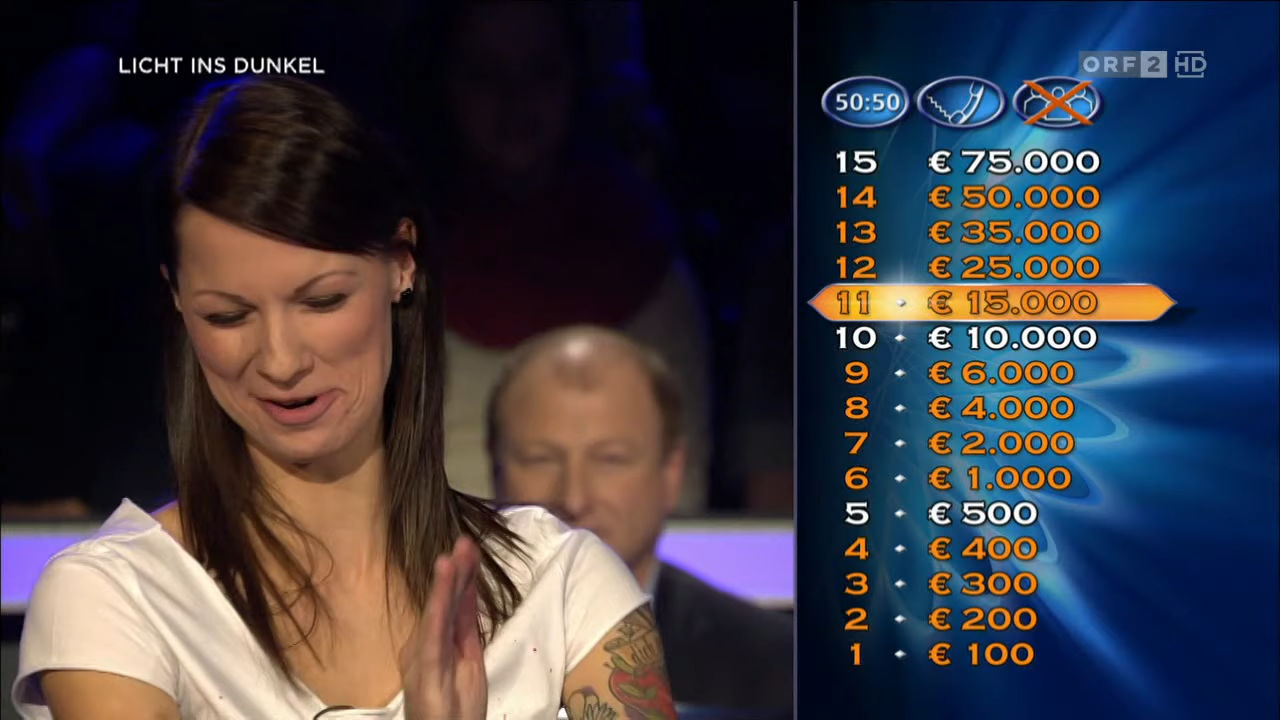 LICHT INS DUNKEL
ORF 2 HD
50:50
15 € 75.000
14 € 50.000
13 € 35.000
12 € 25.000
11 € 15.000
10 € 10.000
9 € 6.000
8 € 4.000
7 € 2.000
6 € 1.000
5 € 500
4 € 400
3 € 300
2 € 200
1 € 100